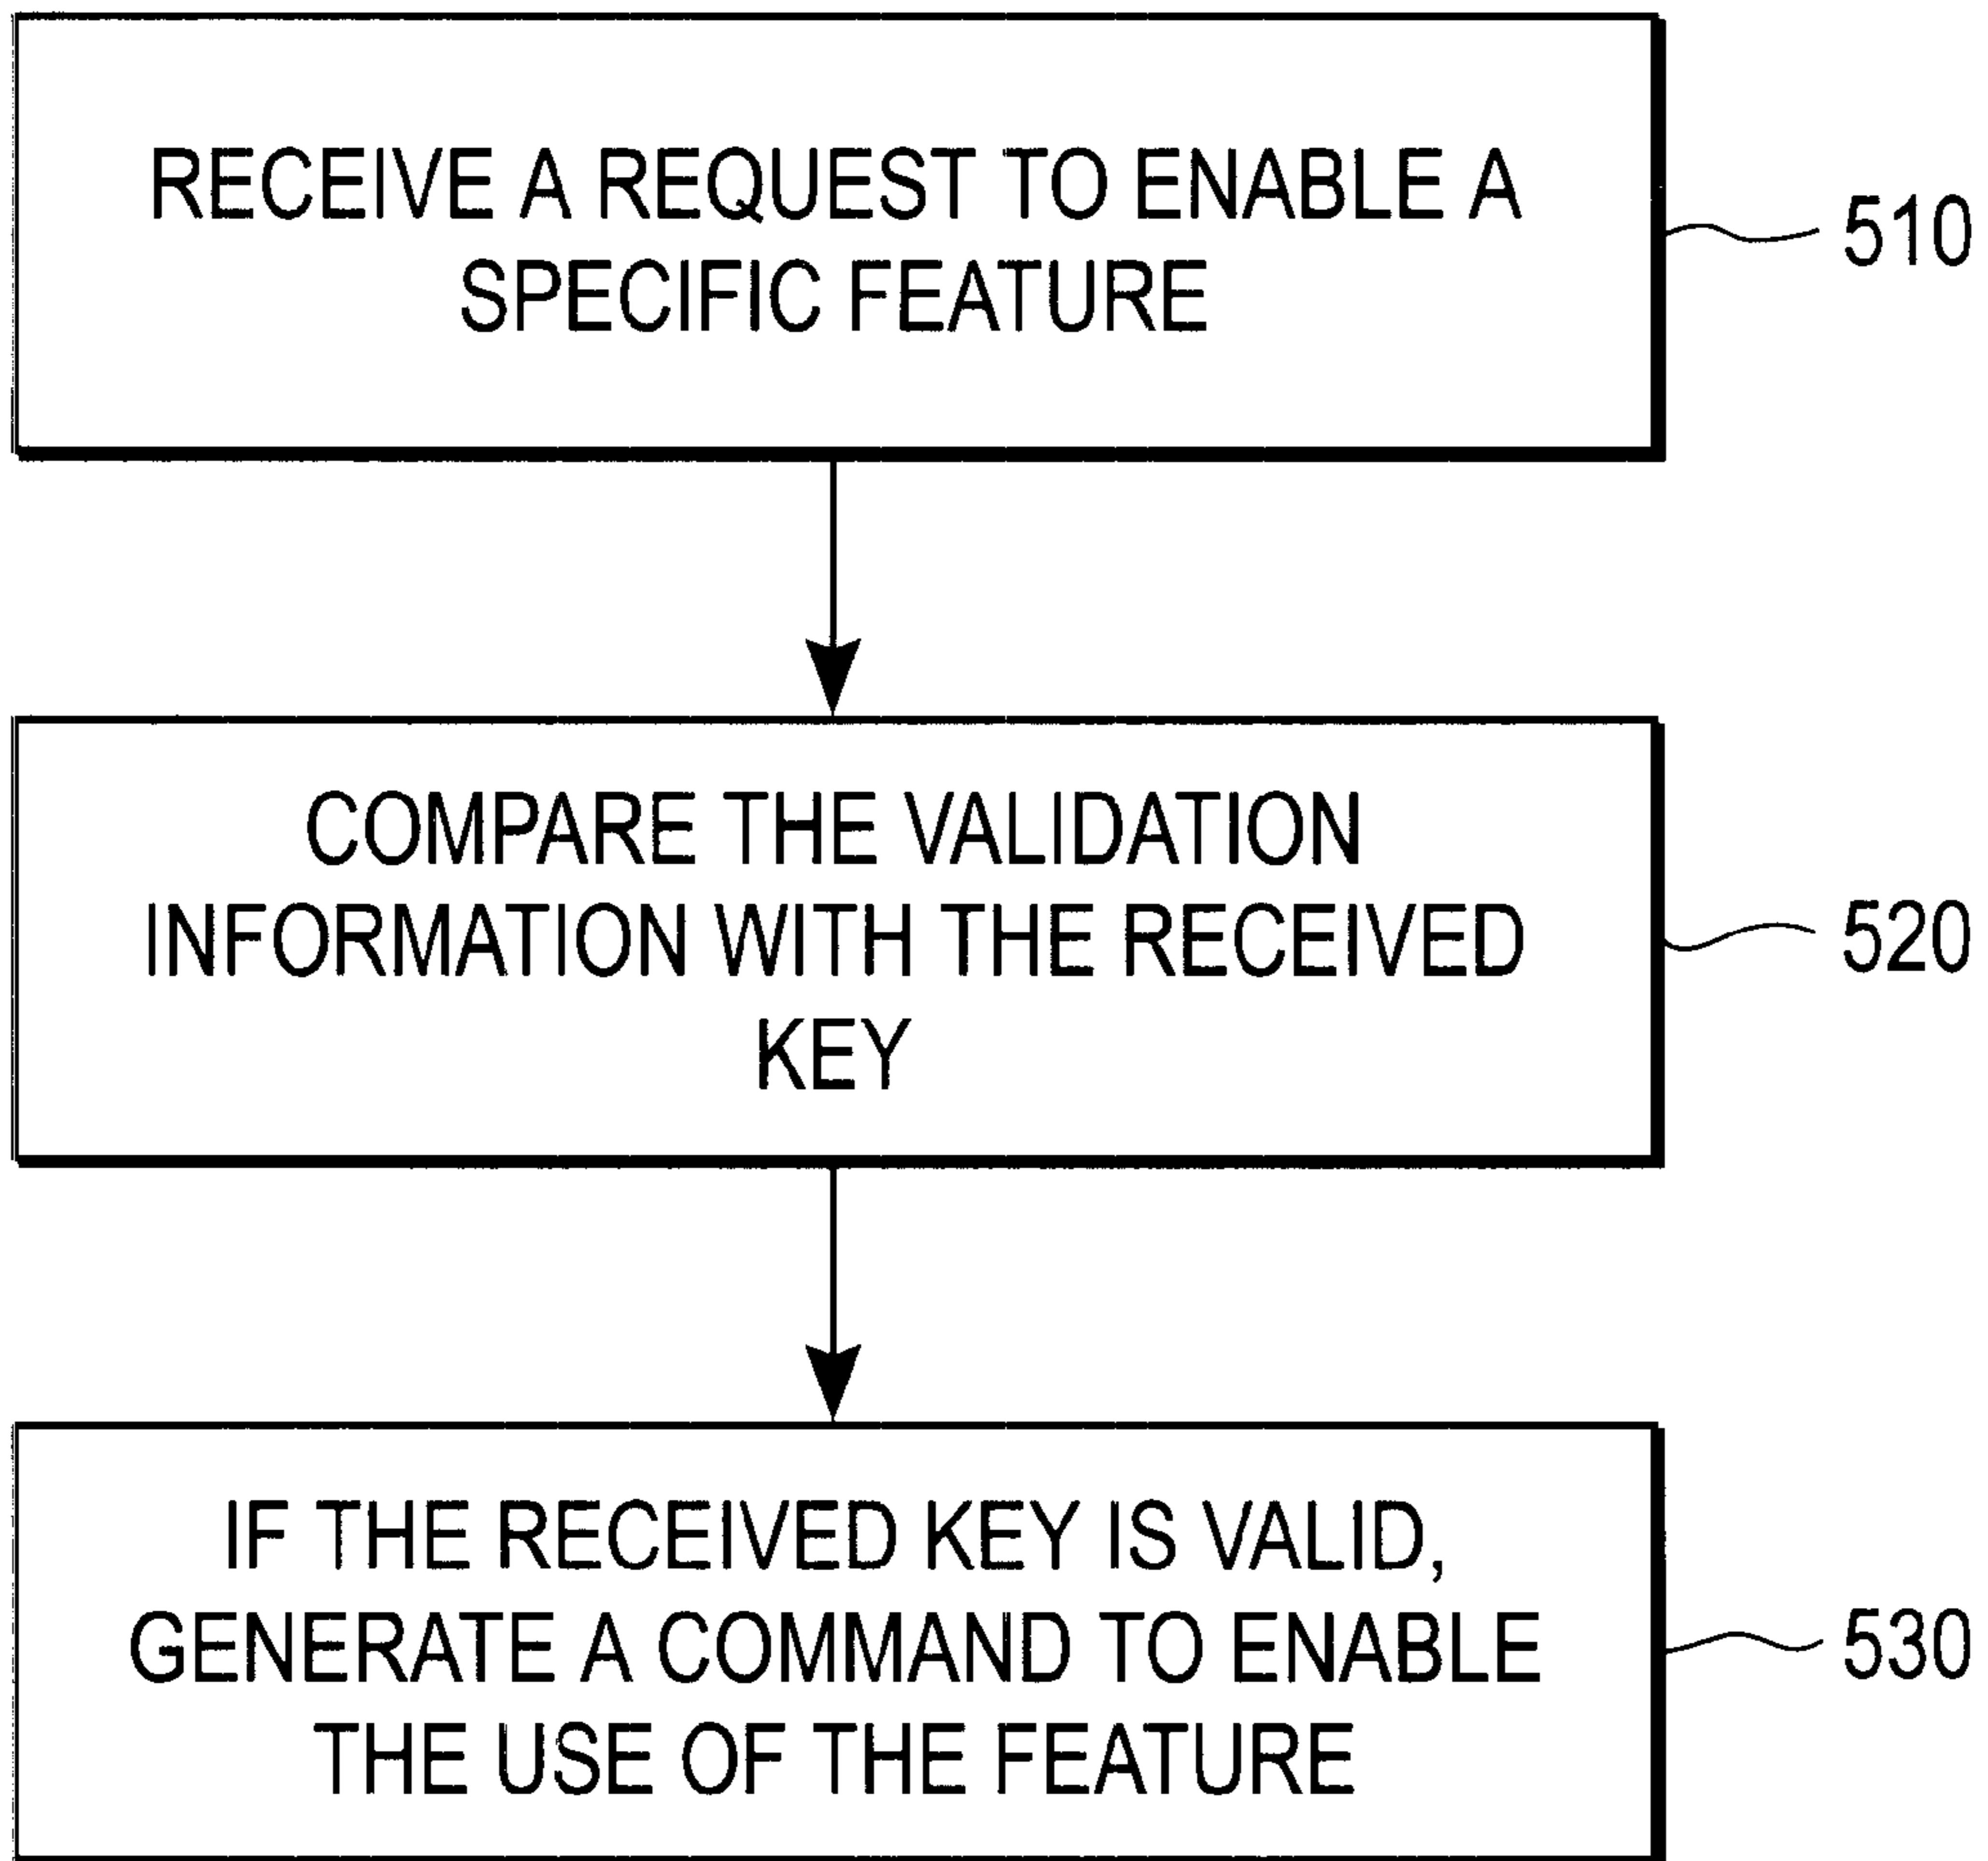 RECEIVE A REQUEST TO ENABLE A
SPECIFIC FEATURE
510
COMPARE THE VALIDATION
INFORMATION WITH THE RECEIVED
KEY
520
IF THE RECEIVED KEY IS VALID,
GENERATE A COMMAND TO ENABLE
THE USE OF THE FEATURE
530